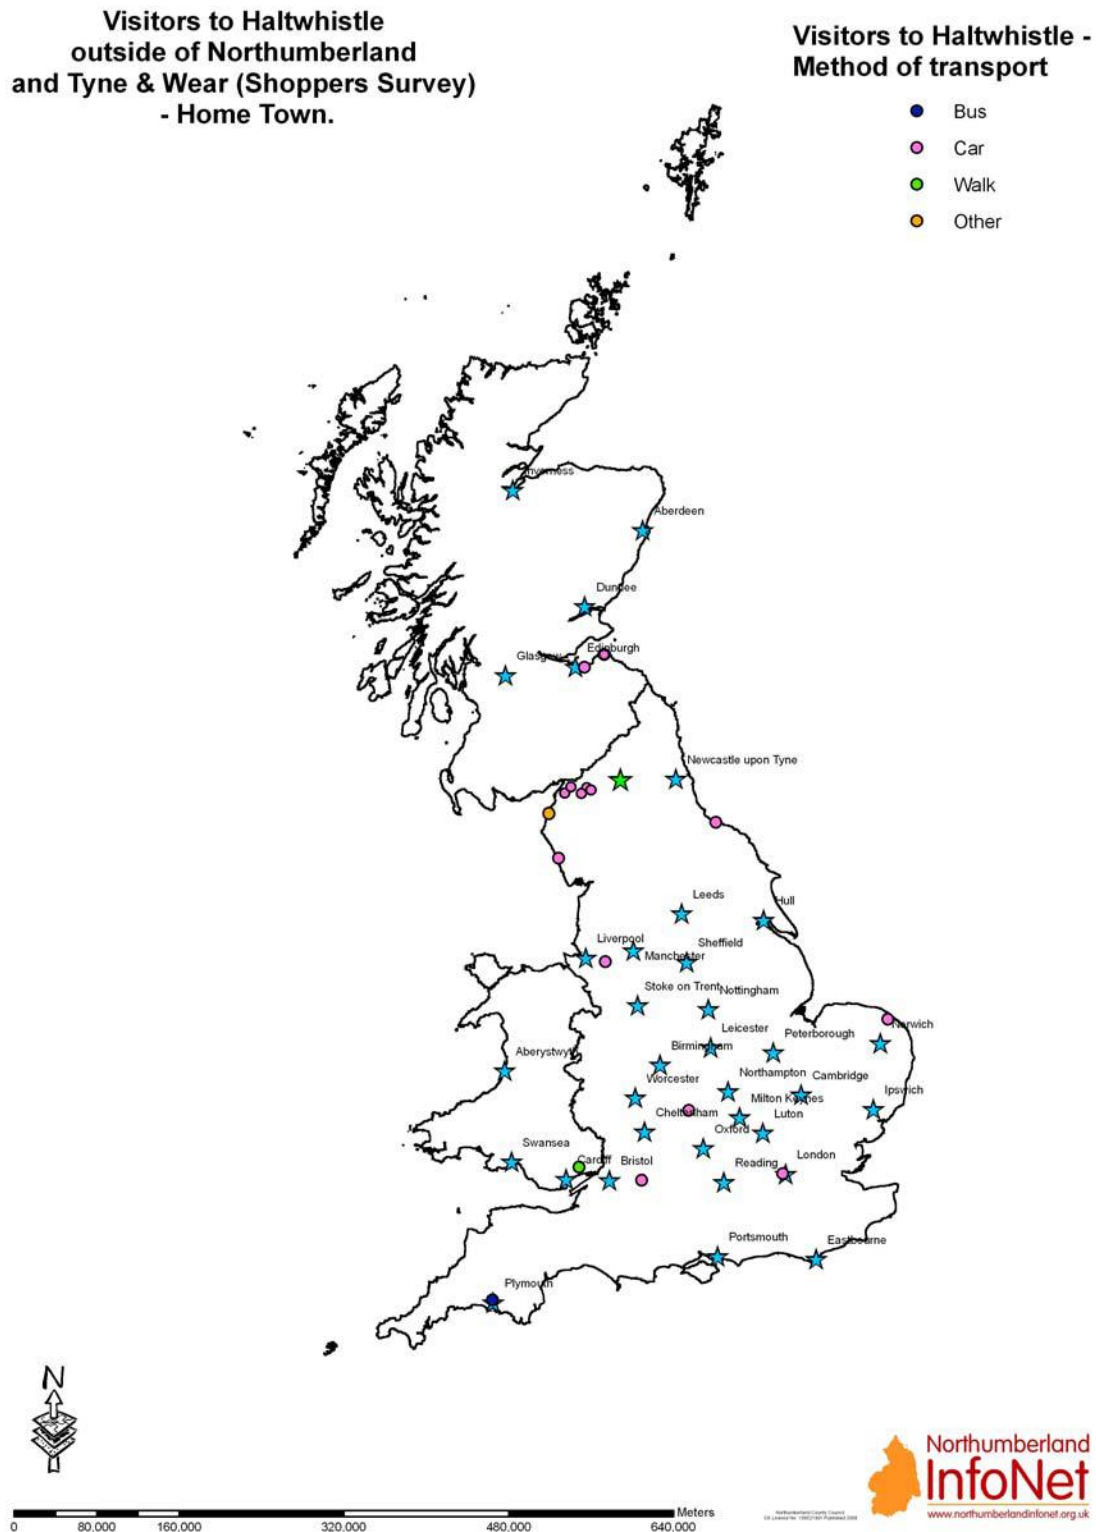 Visitors to Haltwhistle
outside of Northumberland
and Tyne & Wear (Shoppers Survey)
- Home Town.
Visitors to Haltwhistle -
Method of transport
Bus
Car
Walk
Other
Inverness
Aberdeen
Dundee
Edinburgh
Glasgow
Newcastle upon Tyne
Leeds
Hull
Liverpool
Sheffield
Manchester
Stoke on Trent
Nottingham
Leicester
Peterborough
Norwich
Birmingham
Aberystwyth
Worcester
Northampton
Cambridge
Ipswich
Milton Keynes
Cheltenham
Luton
Oxford
Swansea
Cardiff
Bristol
Reading
London
Portsmouth
Eastbourne
Plymouth
N
Northumberland
InfoNet
www.northumberlandinfonet.org.uk
Meters
0 80,000 160,000 320,000 480,000 640,000
Northumberland County Council